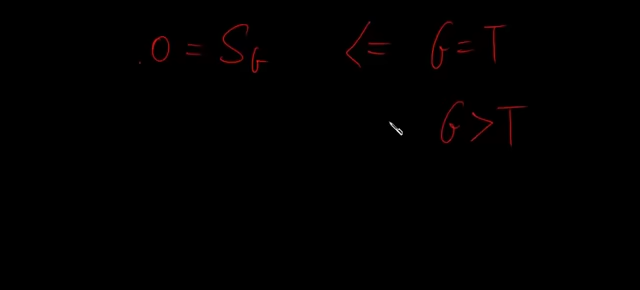 0 = S_G <= G = T
G > T